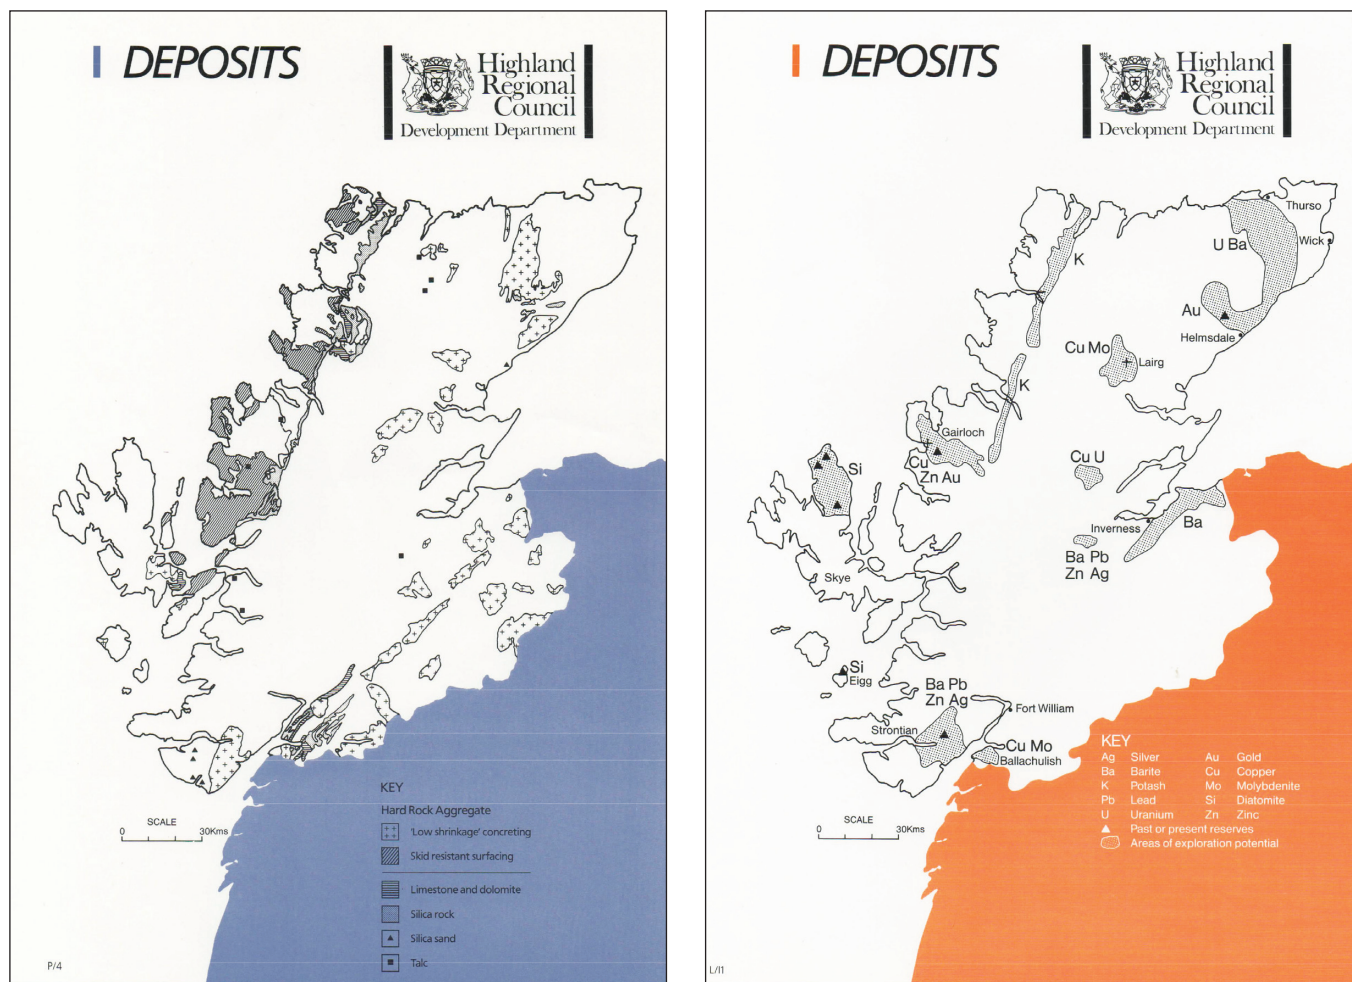 DEPOSITS
Highland
Regional
Council
Development Department
SCALE
0 30Kms
KEY
Hard Rock Aggregate
'Low shrinkage' concreting
Skid resistant surfacing
Limestone and dolomite
Silica rock
Silica sand
Talc
P/4
DEPOSITS
Highland
Regional
Council
Development Department
Thurso
U Ba
Wick
K
Au
Helmsdale
Cu Mo
Lairg
K
Gairloch
Si
Cu
Zn Au
Cu U
Inverness
Ba
Ba Pb
Zn Ag
Skye
Si
Eigg
Ba Pb
Zn Ag
Fort William
Strontian
Cu Mo
Ballachulish
SCALE
0 30Kms
KEY
Ag Silver Au Gold
Ba Barite Cu Copper
K Potash Mo Molybdenite
Pb Lead Si Diatomite
U Uranium Zn Zinc
Past or present reserves
Areas of exploration potential
L/I1